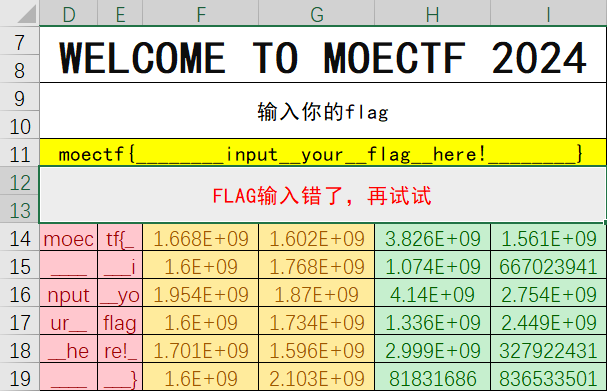 D E F G H I
7
8 WELCOME TO MOECTF 2024
9
10 输入你的flag
11 moectf{________input__your__flag__here!________}
12
13 FLAG输入错了，再试试
14 moec tf{_ 1.668E+09 1.602E+09 3.826E+09 1.561E+09
15 ____ ___i 1.6E+09 1.768E+09 1.074E+09 667023941
16 nput __yo 1.954E+09 1.87E+09 4.14E+09 2.754E+09
17 ur__ flag 1.6E+09 1.734E+09 1.336E+09 2.449E+09
18 __he re!_ 1.701E+09 1.596E+09 2.999E+09 327922431
19 ____ ___} 1.6E+09 2.103E+09 81831686 836533501